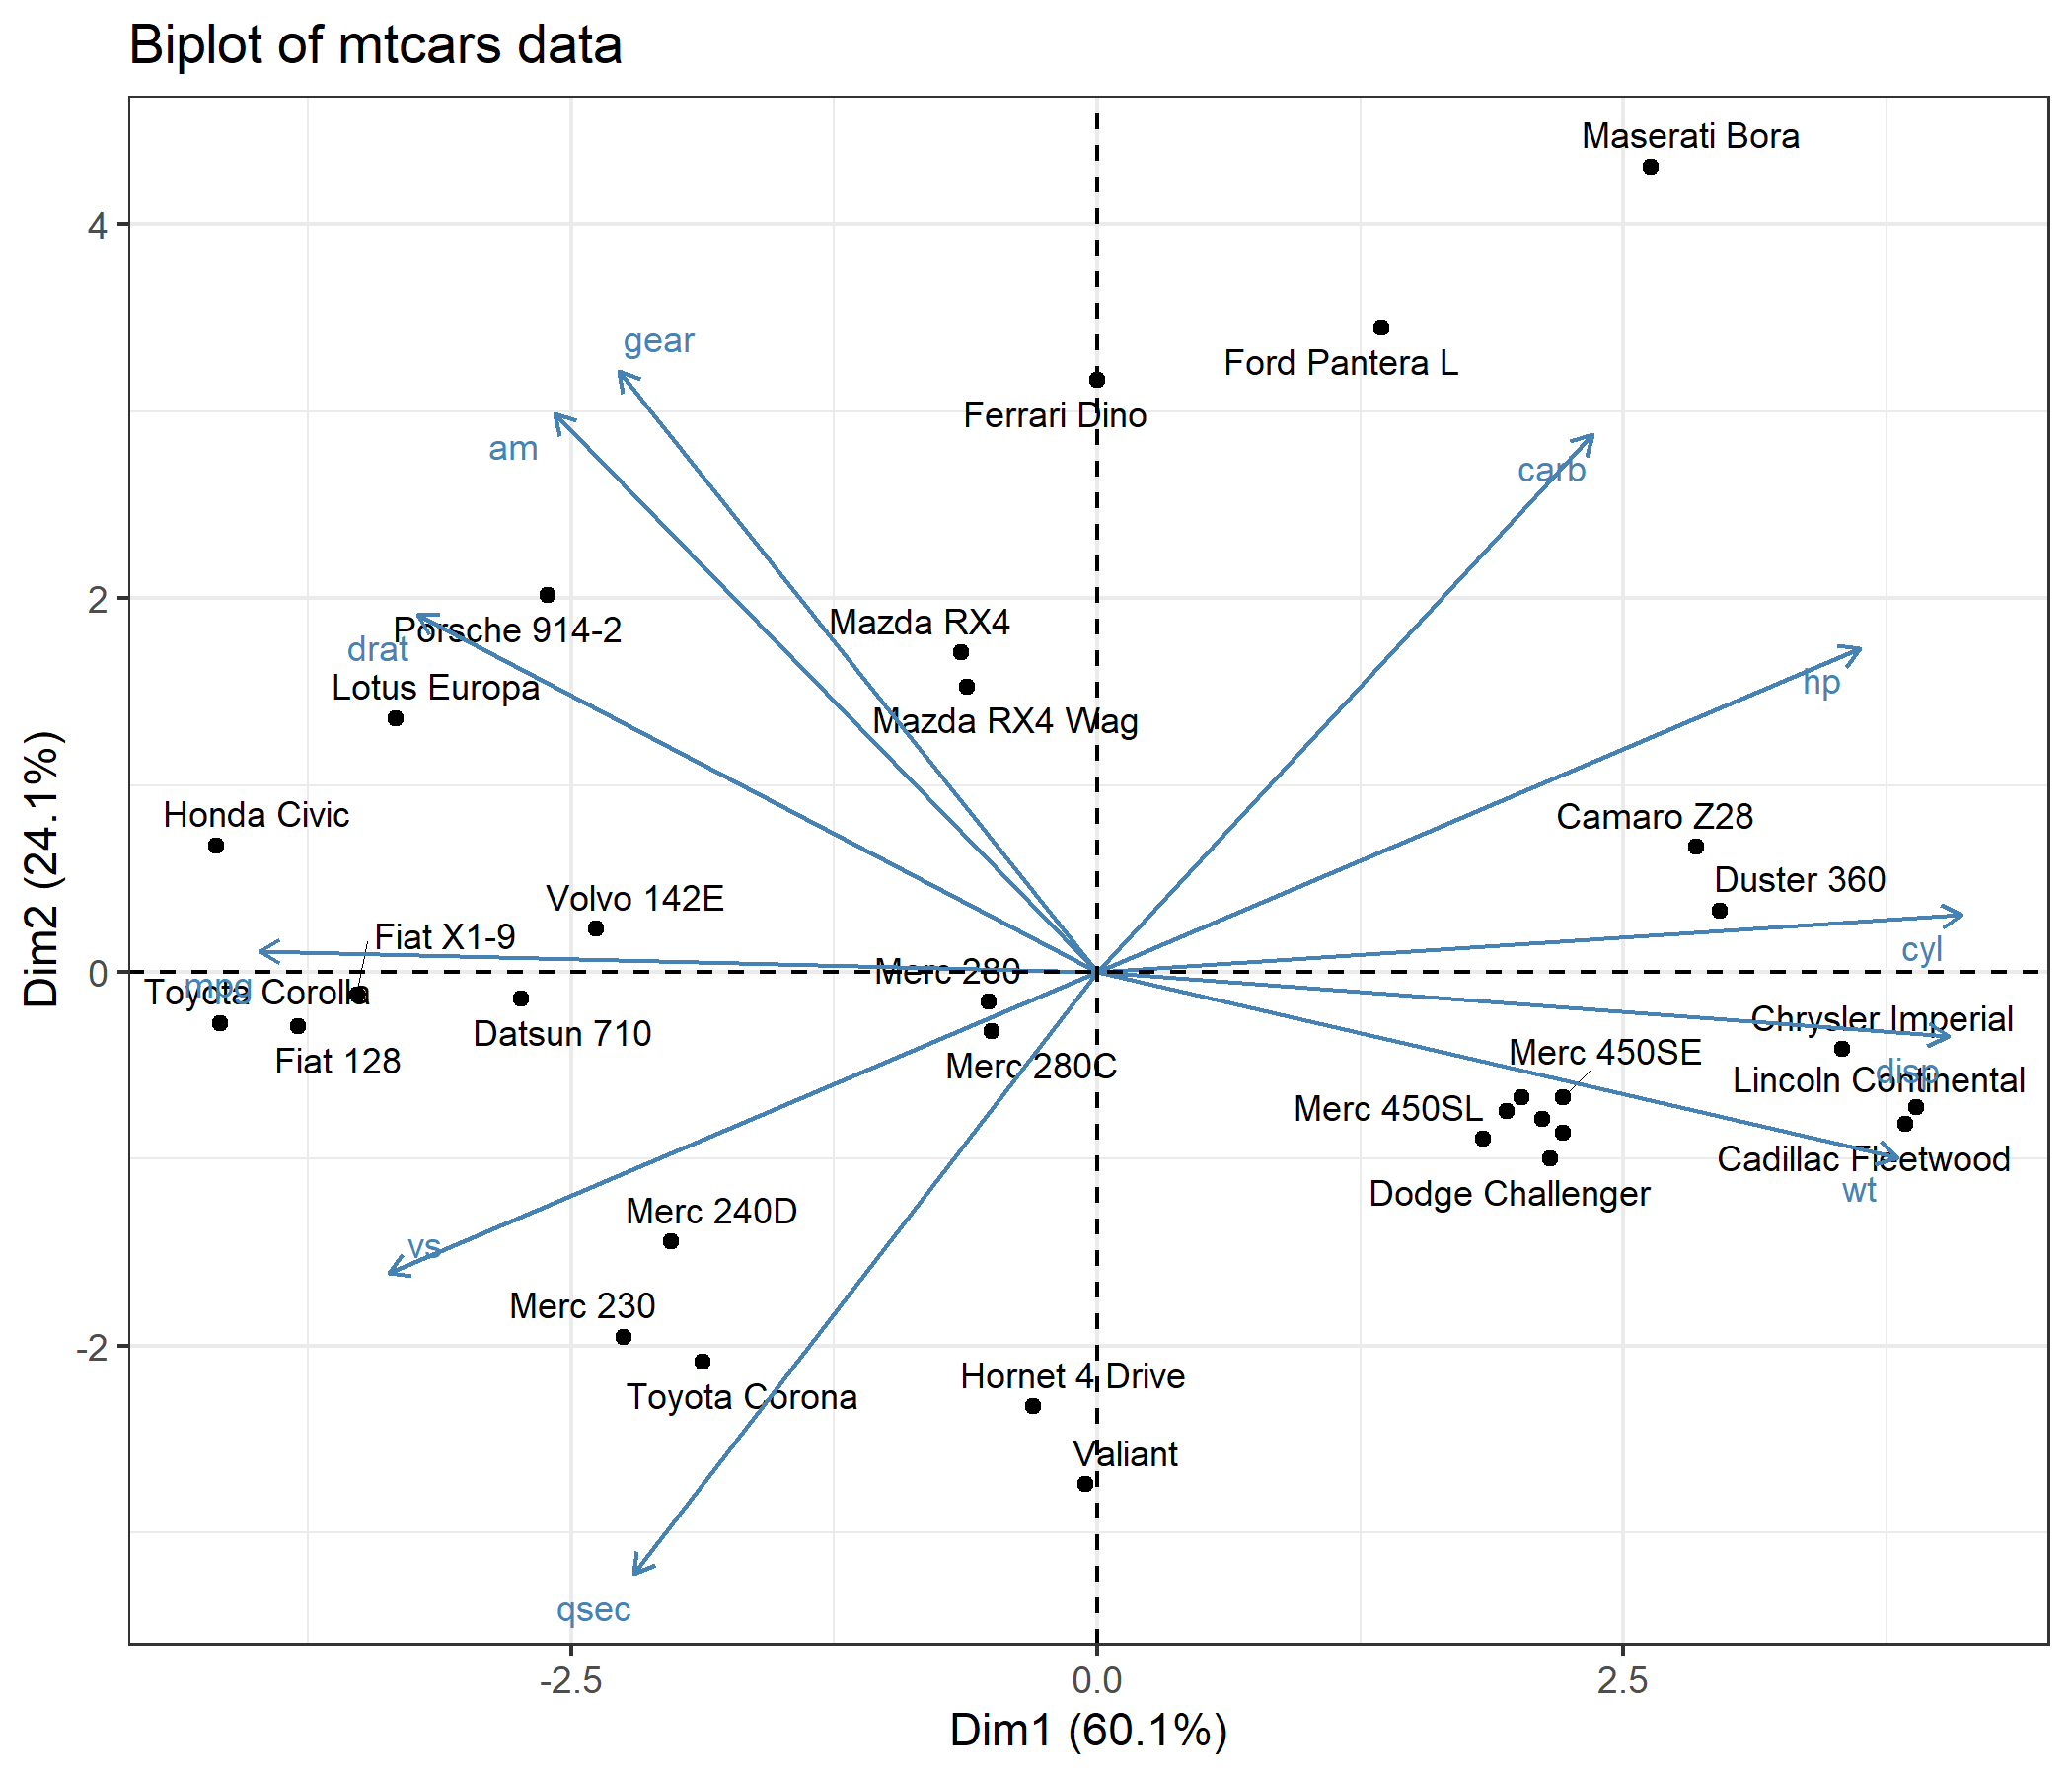 Biplot of mtcars data
Maserati Bora
4
gear
Ford Pantera L
Ferrari Dino
am
carb
2
Mazda RX4
Porsche 914-2
drat
hp
Lotus Europa
Mazda RX4 Wag
Honda Civic
Camaro Z28
Duster 360
Volvo 142E
Fiat X1-9
cyl
Dim2 (24.1%)
0
Merc 280
mpg
Toyota Corolla
Chrysler Imperial
Datsun 710
Merc 450SE
Fiat 128
Merc 280C
disp
Lincoln Continental
Merc 450SL
Cadillac Fleetwood
wt
Dodge Challenger
Merc 240D
vs
Merc 230
-2
Hornet 4 Drive
Toyota Corona
Valiant
qsec
-2.5
0.0
2.5
Dim1 (60.1%)